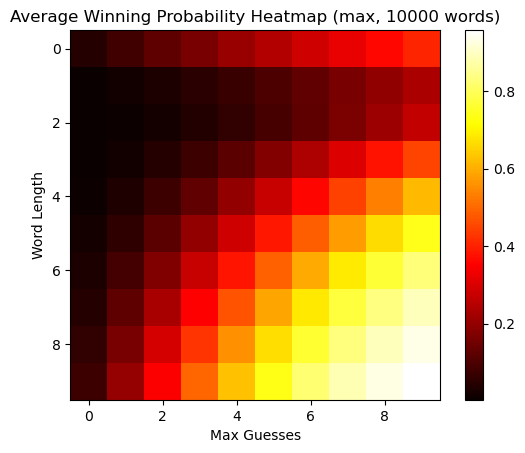 Average Winning Probability Heatmap (max, 10000 words)
0
2
4
6
8
Word Length
0 2 4 6 8
Max Guesses
0.8
0.6
0.4
0.2